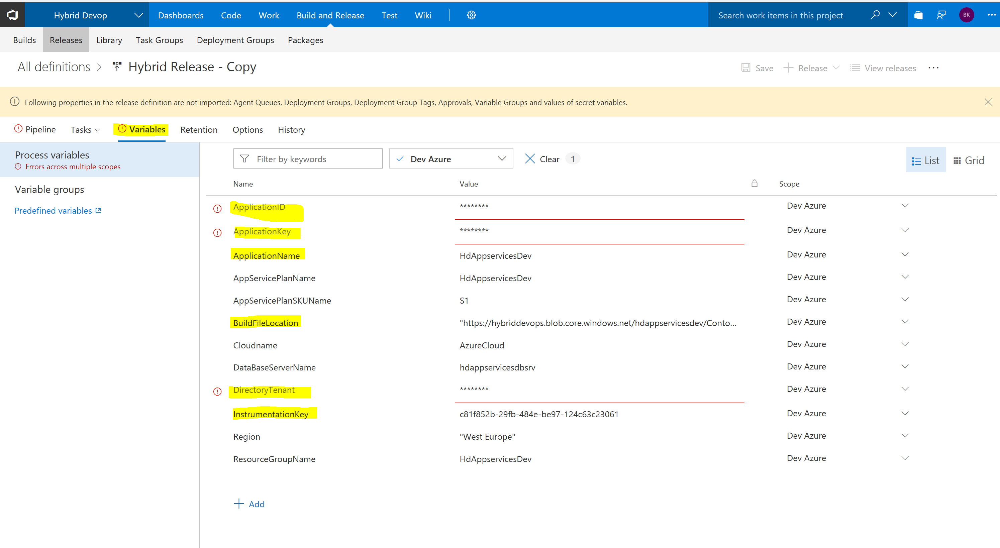 Hybrid Devop Dashboards Code Work Build and Release Test Wiki Search work items in this project BK
Builds Releases Library Task Groups Deployment Groups Packages
All definitions > Hybrid Release - Copy Save Release View releases ...
Following properties in the release definition are not imported: Agent Queues, Deployment Groups, Deployment Group Tags, Approvals, Variable Groups and values of secret variables.
Pipeline Tasks Variables Retention Options History
Process variables
Errors across multiple scopes
Variable groups
Predefined variables
Filter by keywords Dev Azure Clear 1 List Grid
Name Value Scope
ApplicationID ******** Dev Azure
ApplicationKey ******** Dev Azure
ApplicationName HdAppservicesDev Dev Azure
AppServicePlanName HdAppservicesDev Dev Azure
AppServicePlanSKUName S1 Dev Azure
BuildFileLocation "https://hybriddevops.blob.core.windows.net/hdappservicesdev/Conto... Dev Azure
Cloudname AzureCloud Dev Azure
DataBaseServerName hdappservicesdbsrv Dev Azure
DirectoryTenant ******** Dev Azure
InstrumentationKey c81f852b-29fb-484e-be97-124c63c23061 Dev Azure
Region "West Europe" Dev Azure
ResourceGroupName HdAppservicesDev Dev Azure
Add